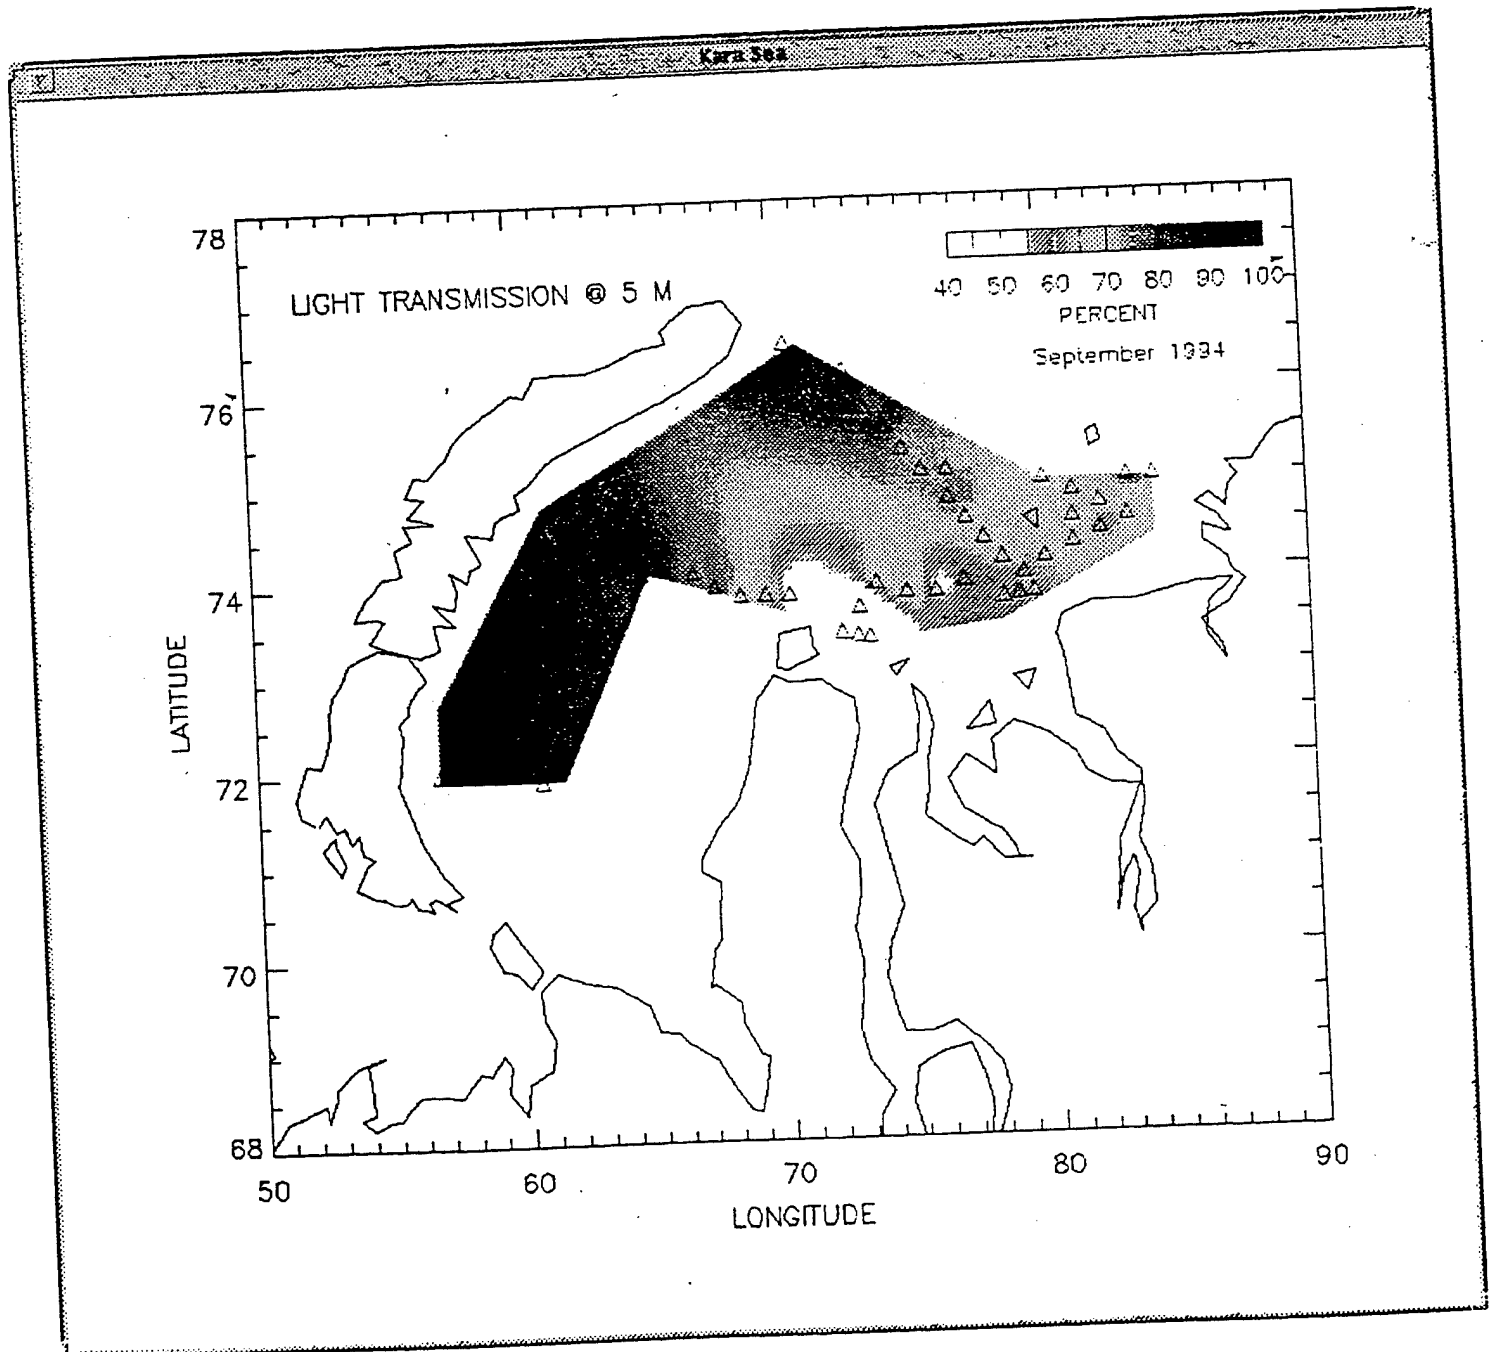 Kara Sea
78
40 50 60 70 80 90 100
LIGHT TRANSMISSION @ 5 M
PERCENT
September 1994
76
74
LATITUDE
72
70
68
50 60 70 80 90
LONGITUDE